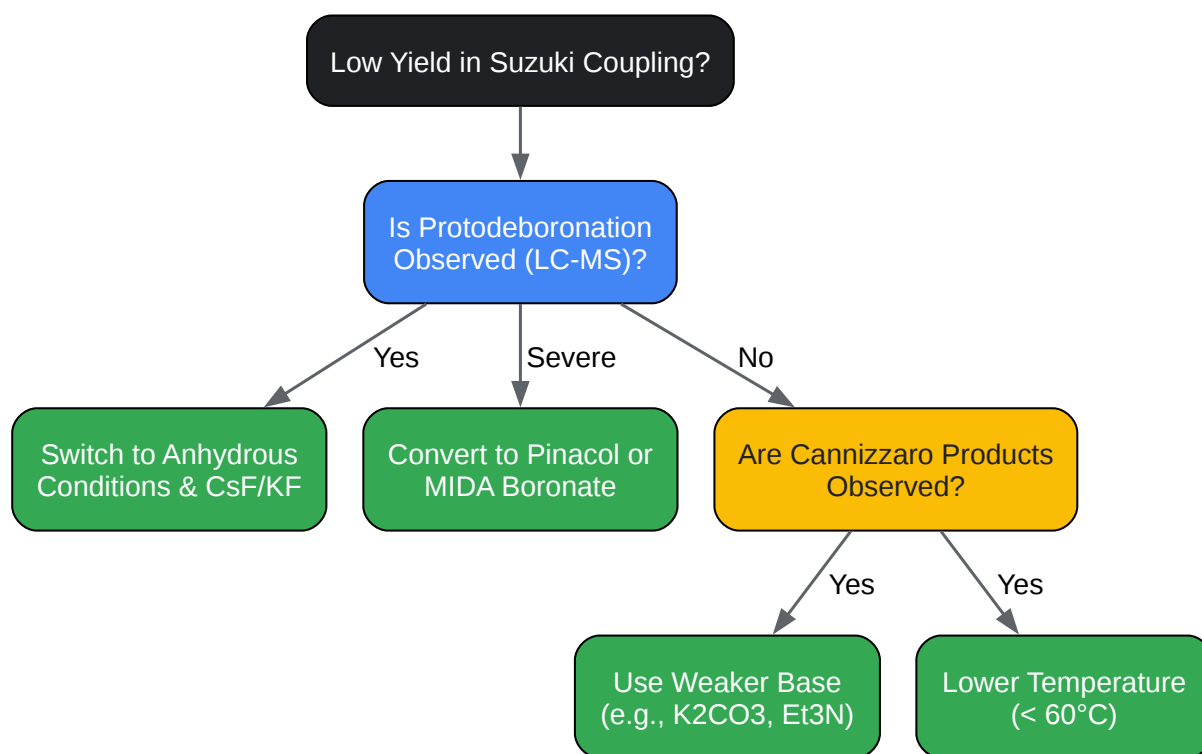 Low Yield in Suzuki Coupling?
Is Protodeboronation
Observed (LC-MS)?
Yes
Severe
No
Switch to Anhydrous
Conditions & CsF/KF
Convert to Pinacol or
MIDA Boronate
Are Cannizzaro Products
Observed?
Yes
Yes
Use Weaker Base
(e.g., K2CO3, Et3N)
Lower Temperature
(< 60°C)